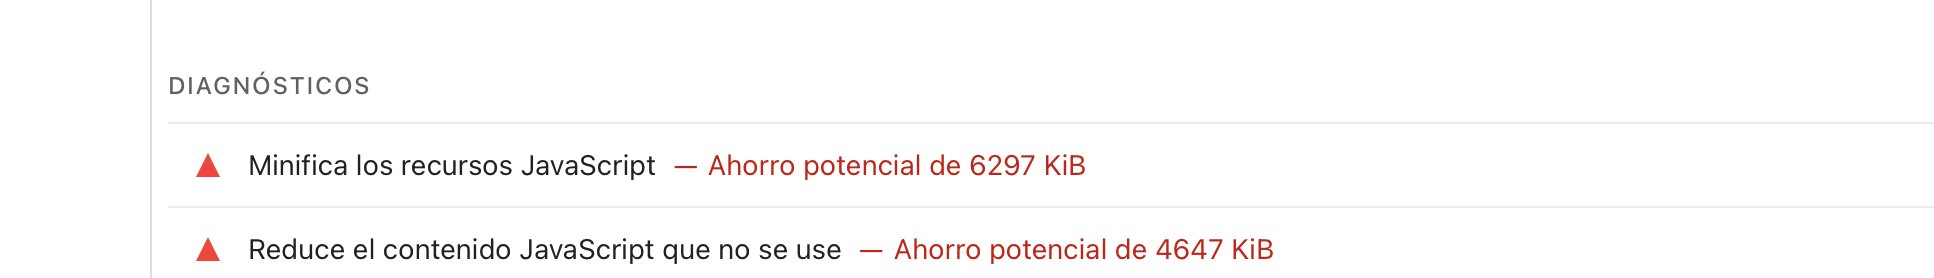 DIAGNÓSTICOS
Minifica los recursos JavaScript — Ahorro potencial de 6297 KiB
Reduce el contenido JavaScript que no se use — Ahorro potencial de 4647 KiB